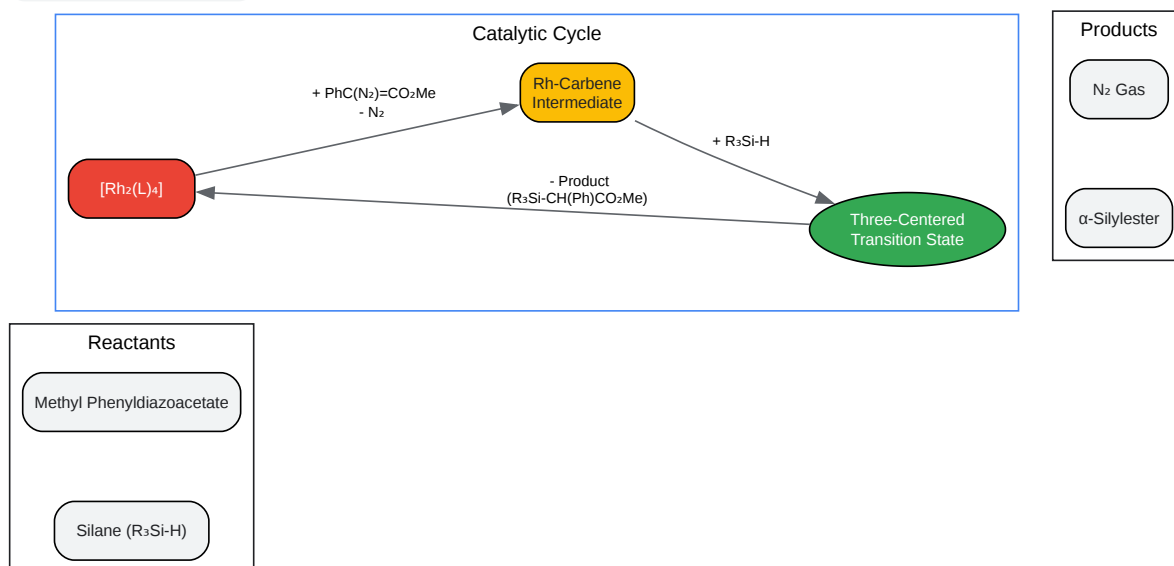 Catalytic Cycle
Products
Rh-Carbene
Intermediate
N₂ Gas
+ PhC(N₂)=CO₂Me
- N₂
+ R₃Si-H
[Rh₂(L)₄]
- Product
(R₃Si-CH(Ph)CO₂Me)
Three-Centered
Transition State
α-Silylester
Reactants
Methyl Phenyldiazoacetate
Silane (R₃Si-H)